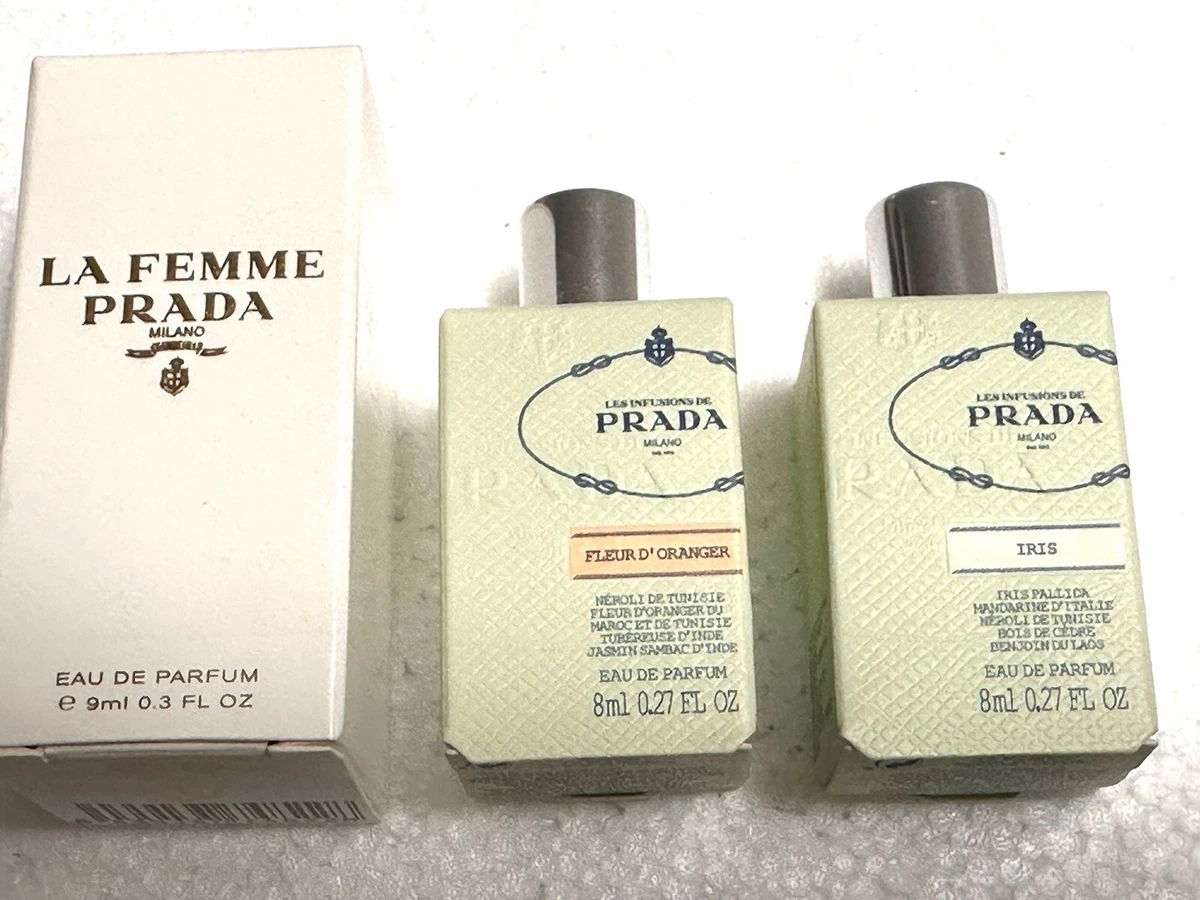 LA FEMME
PRADA
MILANO
EAU DE PARFUM
e 9ml 0.3 FL OZ
LES INFUSIONS DE
PRADA
MILANO
FLEUR D'ORANGER
NÉROLI DE TUNISIE
FLEUR D'ORANGER DU
MAROC ET DE TUNISIE
TUBÉREUSE D'INDE
JASMIN SAMBAC D'INDE
EAU DE PARFUM
8ml 0.27 FL OZ
LES INFUSIONS DE
PRADA
MILANO
IRIS
IRIS PALLIDA
MANDARINE D'ITALIE
NÉROLI DE TUNISIE
BOIS DE CÈDRE
BENJOIN DU LAOS
EAU DE PARFUM
8ml 0.27 FL OZ